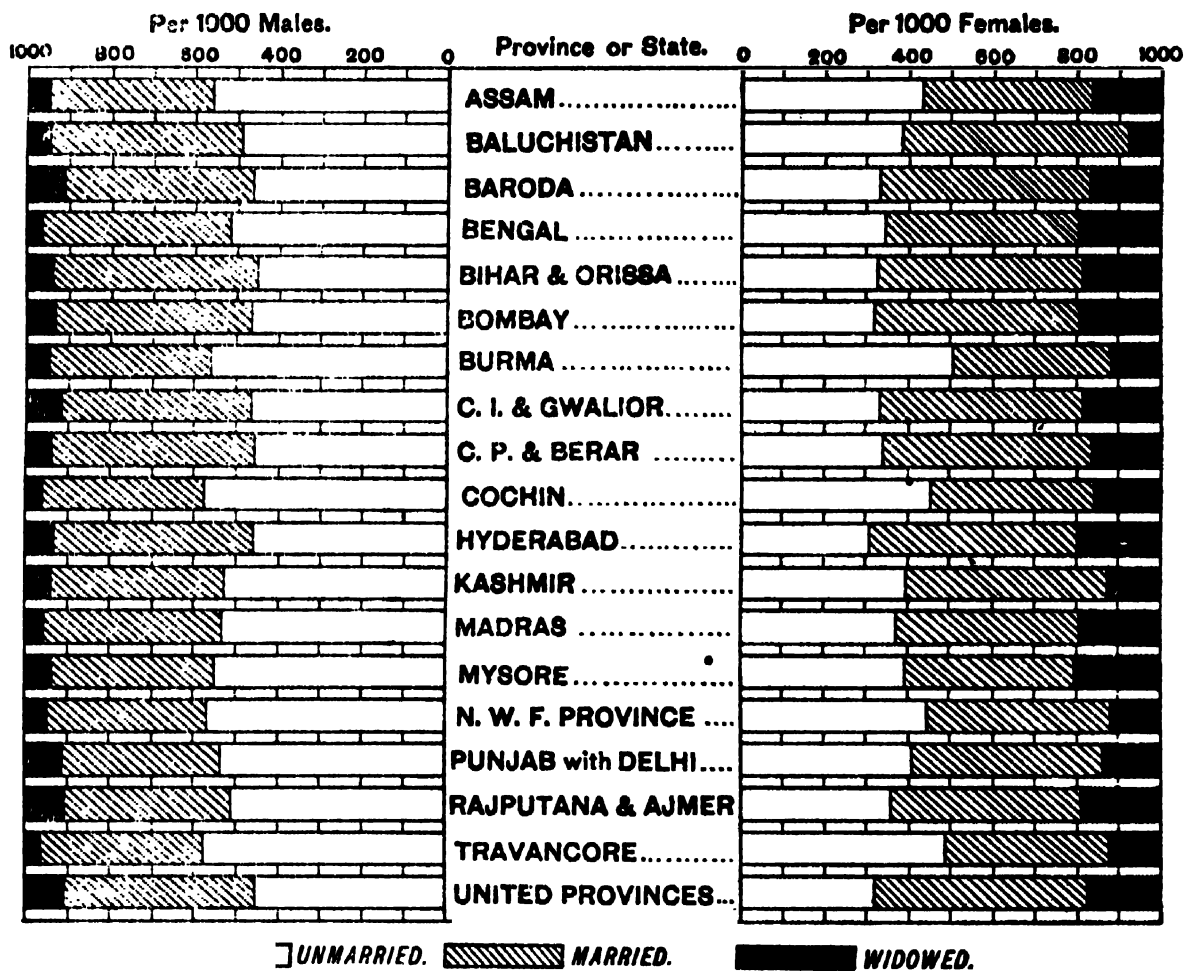 Per 1000 Males. Per 1000 Females.
Province or State.
1000 800 600 400 200 0 0 200 400 600 800 1000
ASSAM.....................
BALUCHISTAN.........
BARODA ................
BENGAL .................
BIHAR & ORISSA ........
BOMBAY.................
BURMA ..................
C. I. & GWALIOR........
C. P. & BERAR .........
COCHIN.................
HYDERABAD............
KASHMIR ................
MADRAS ................
MYSORE.................
N. W. F. PROVINCE ....
PUNJAB with DELHI....
RAJPUTANA & AJMER
TRAVANCORE...........
UNITED PROVINCES...
UNMARRIED. MARRIED. WIDOWED.